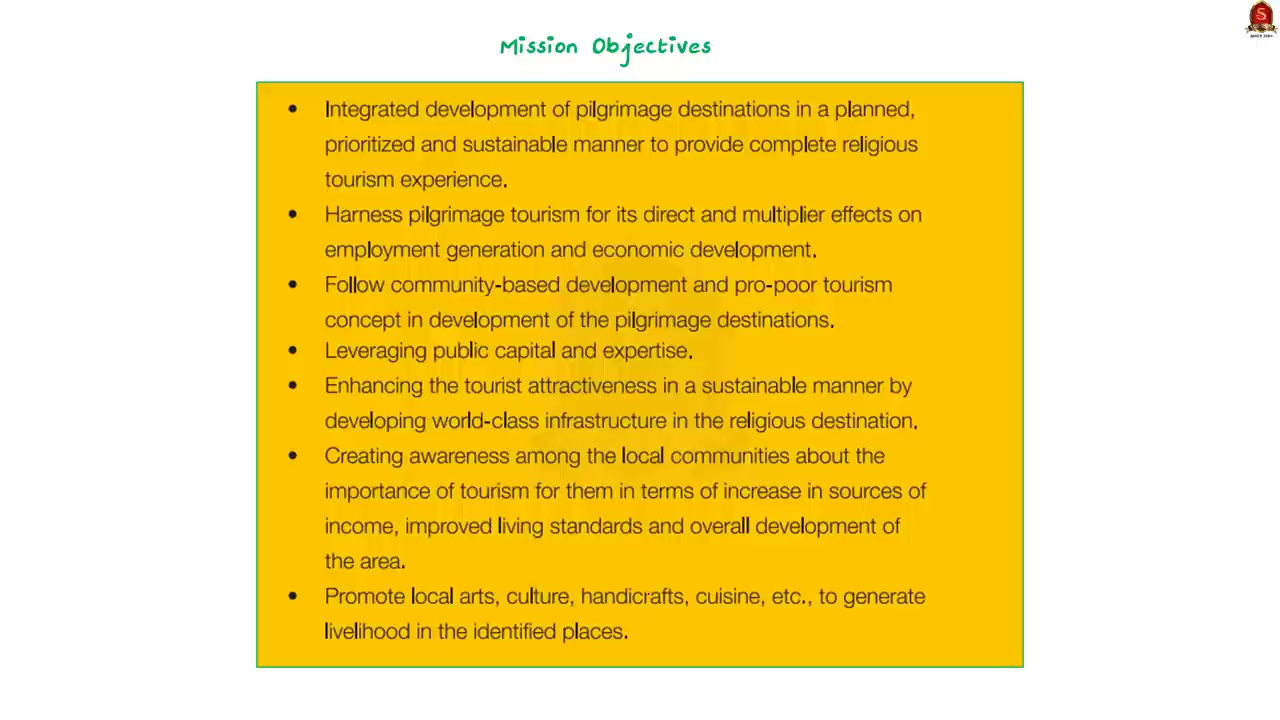 Mission Objectives
• Integrated development of pilgrimage destinations in a planned,
prioritized and sustainable manner to provide complete religious
tourism experience.
• Harness pilgrimage tourism for its direct and multiplier effects on
employment generation and economic development.
• Follow community-based development and pro-poor tourism
concept in development of the pilgrimage destinations.
• Leveraging public capital and expertise.
• Enhancing the tourist attractiveness in a sustainable manner by
developing world-class infrastructure in the religious destination.
• Creating awareness among the local communities about the
importance of tourism for them in terms of increase in sources of
income, improved living standards and overall development of
the area.
• Promote local arts, culture, handicrafts, cuisine, etc., to generate
livelihood in the identified places.
S